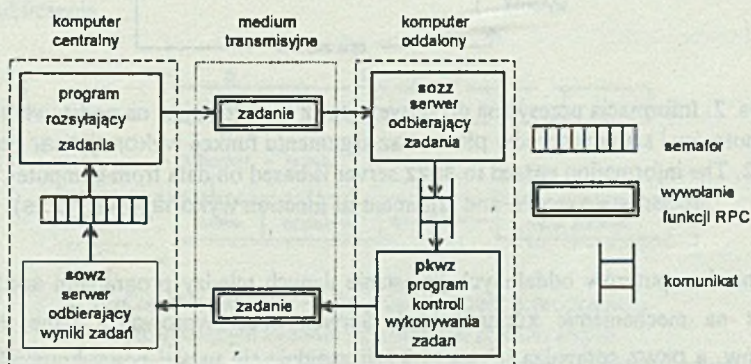 komputer
centralny
medium
transmisyjne
komputer
oddalony
program
rozsyłający
zadania
zadanie
sozz
serwer
odbierający
zadania
semafor
wywołanie
funkcji RPC
komunikat
sowz
serwer
odbierający
wyniki zadań
zadanie
pkwz
program
kontroli
wykonywania
zadań